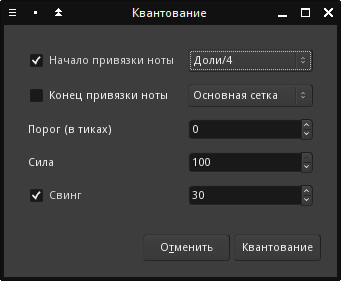 Квантование
Начало привязки ноты Доли/4
Конец привязки ноты Основная сетка
Порог (в тиках) 0
Сила 100
Свинг 30
Отменить Квантование